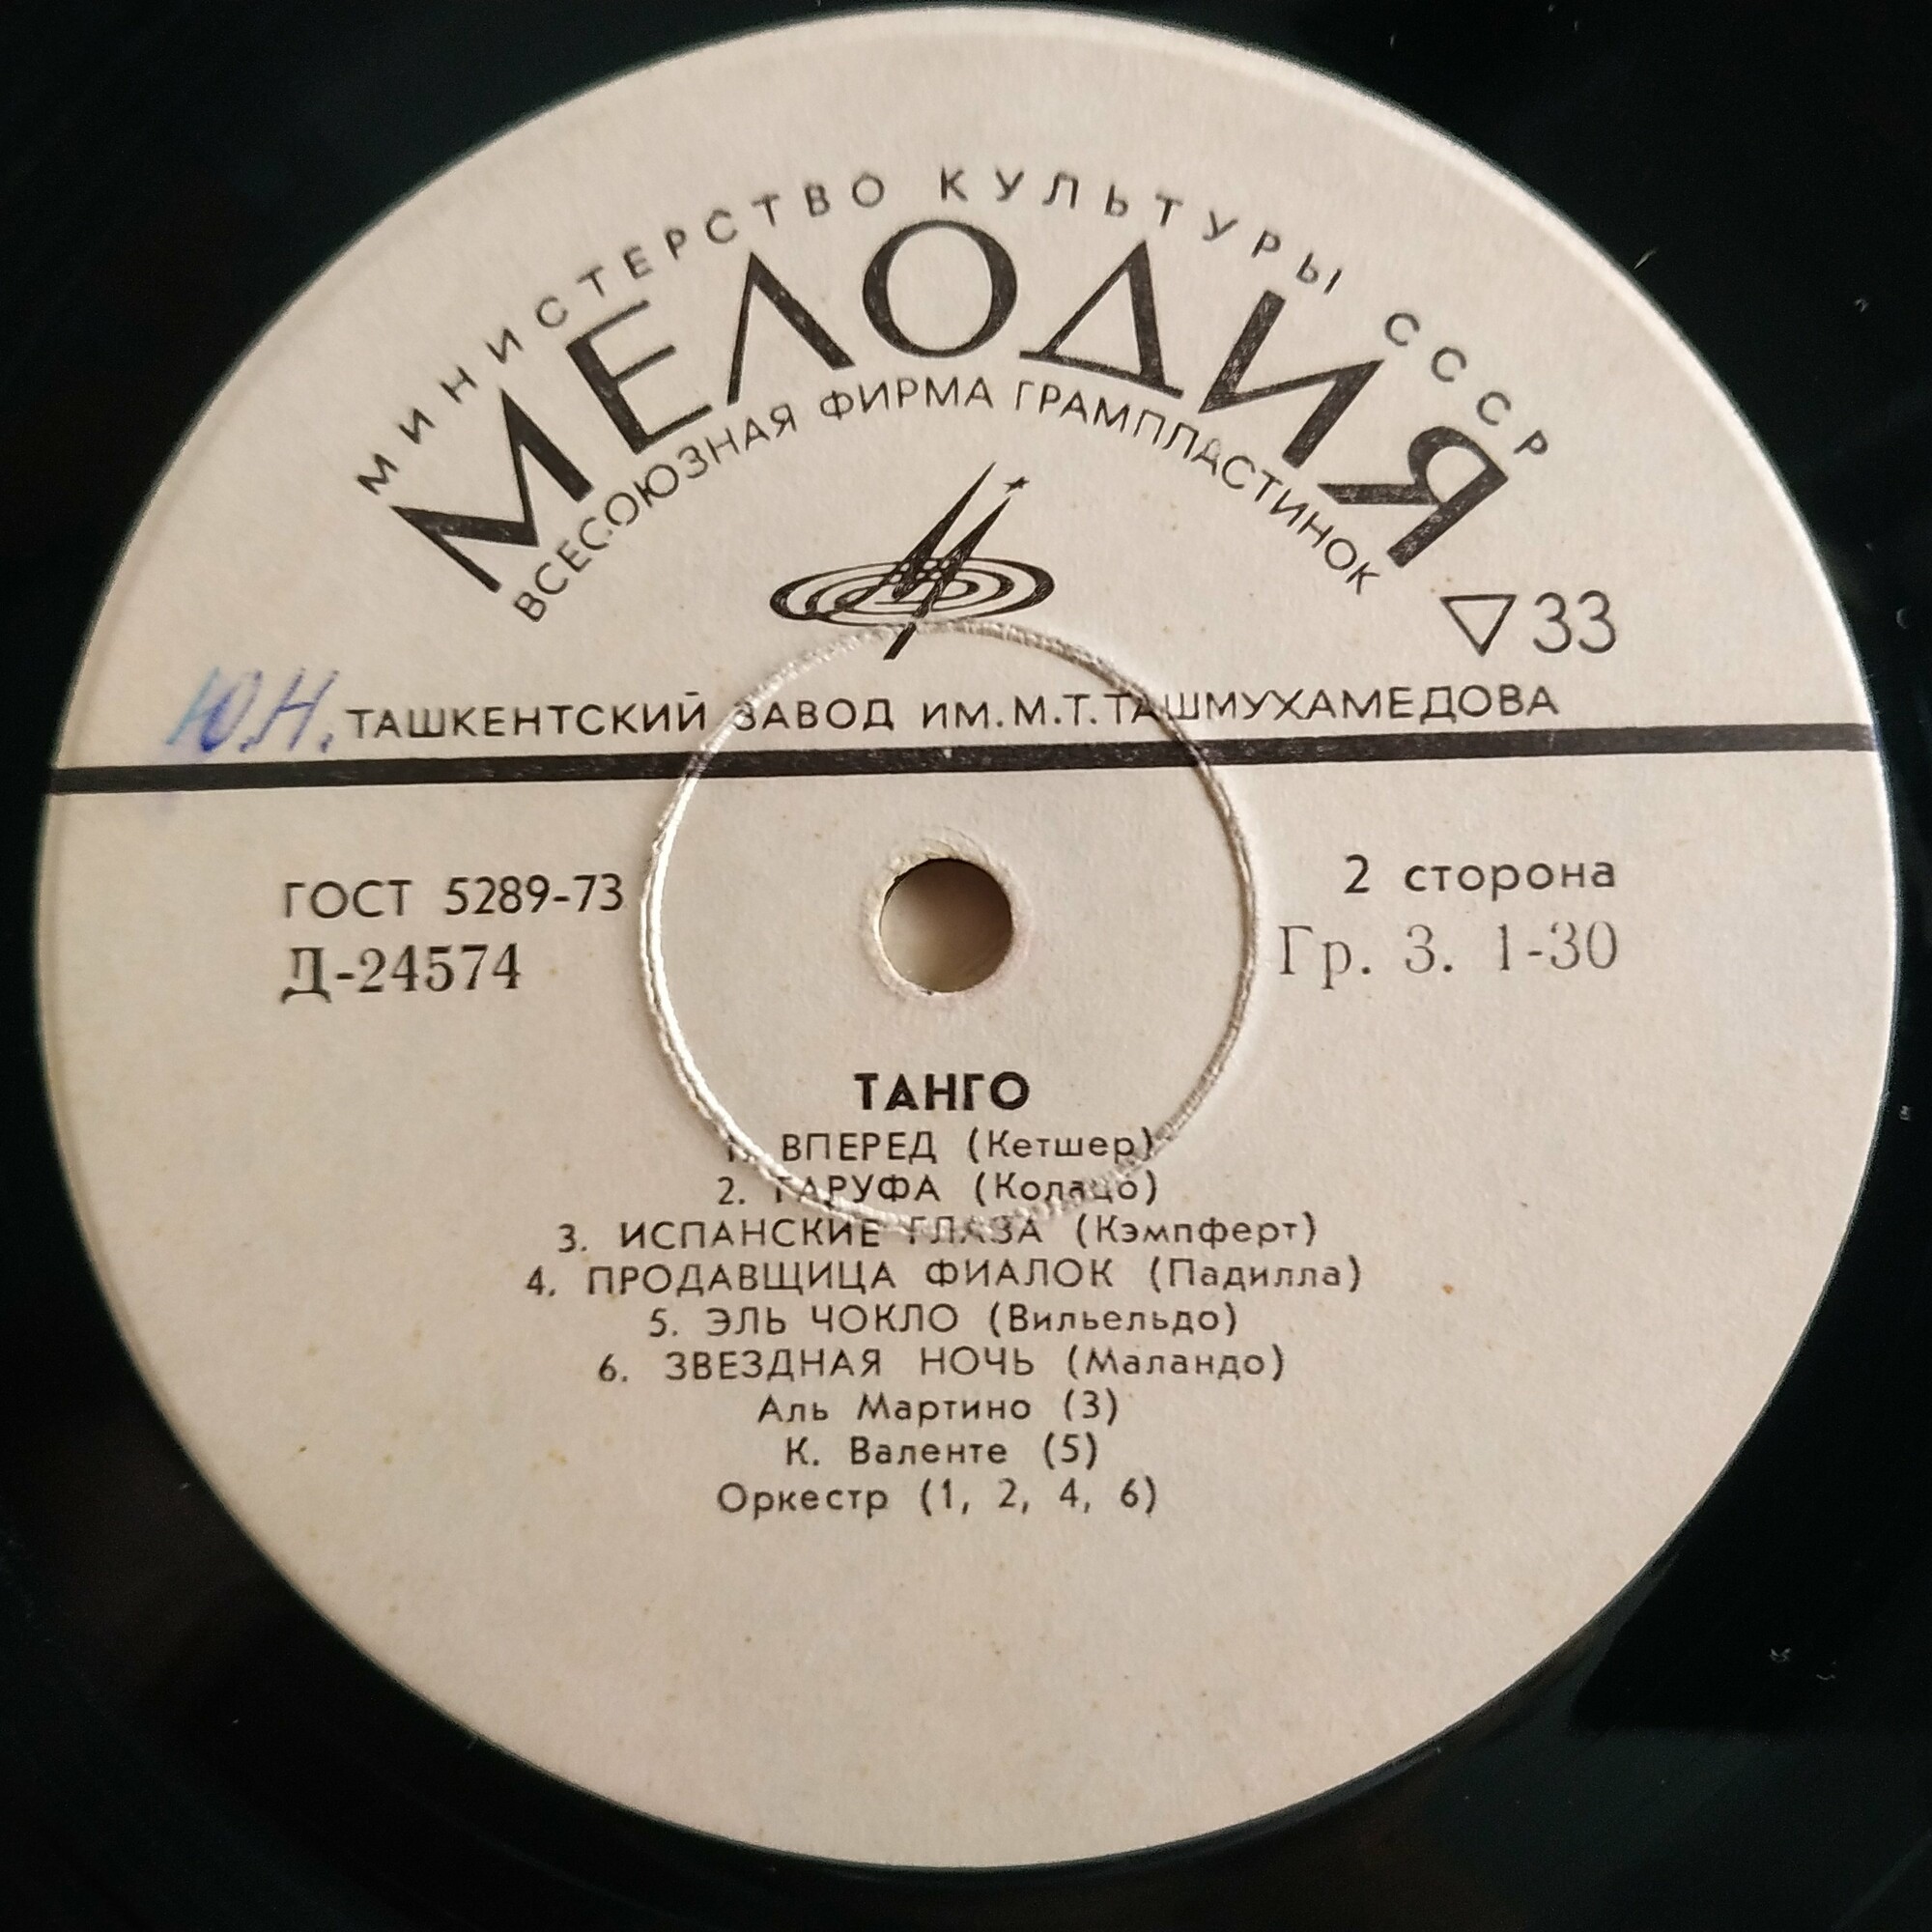 МИНИСТЕРСТВО КУЛЬТУРЫ СССР
МЕЛОДИЯ
ВСЕСОЮЗНАЯ ФИРМА ГРАМПЛАСТИНОК
▽33
Ю.Н.
ТАШКЕНТСКИЙ ЗАВОД ИМ.М.Т.ТАШМУХАМЕДОВА
ГОСТ 5289-73
Д-24574
2 сторона
Гр. 3. 1-30
ТАНГО
1. ВПЕРЕД (Кетшер)
2. ГАРУФА (Колацо)
3. ИСПАНСКИЕ ГЛАЗА (Кэмпферт)
4. ПРОДАВЩИЦА ФИАЛОК (Падилла)
5. ЭЛЬ ЧОКЛО (Вильельдо)
6. ЗВЕЗДНАЯ НОЧЬ (Маландо)
Аль Мартино (3)
К. Валенте (5)
Оркестр (1, 2, 4, 6)